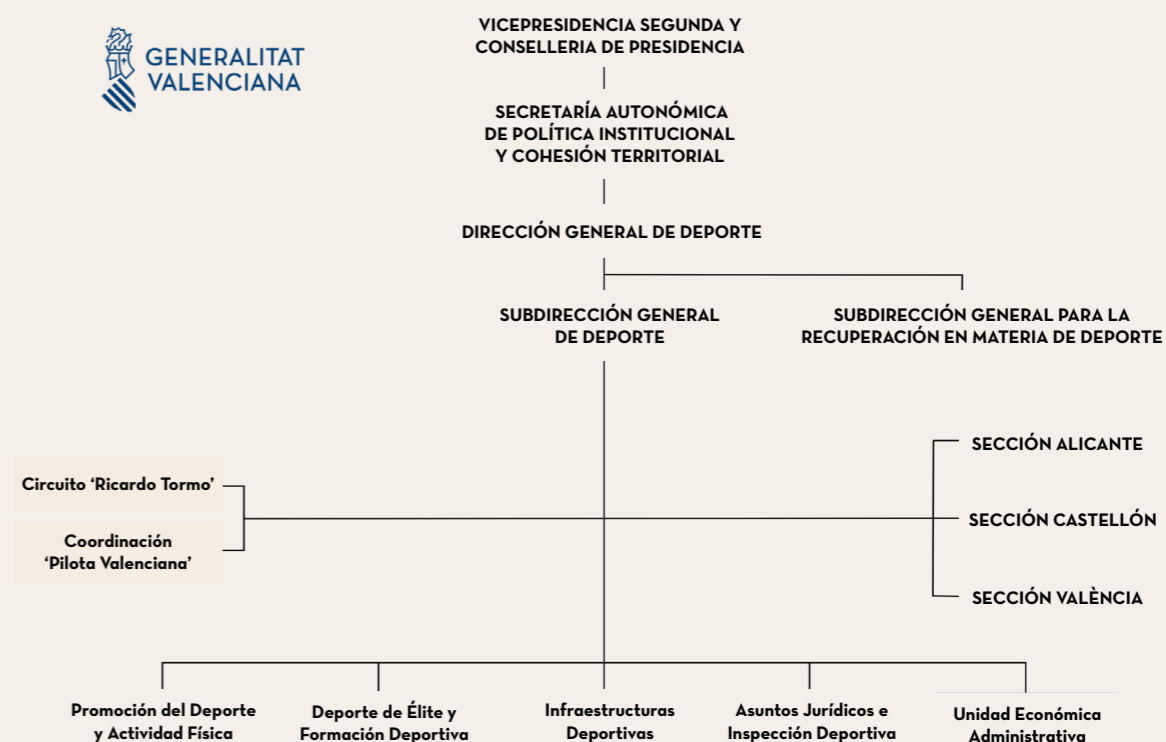 GENERALITAT
VALENCIANA
VICEPRESIDENCIA SEGUNDA Y
CONSELLERIA DE PRESIDENCIA
SECRETARÍA AUTONÓMICA
DE POLÍTICA INSTITUCIONAL
Y COHESIÓN TERRITORIAL
DIRECCIÓN GENERAL DE DEPORTE
SUBDIRECCIÓN GENERAL
DE DEPORTE
SUBDIRECCIÓN GENERAL PARA LA
RECUPERACIÓN EN MATERIA DE DEPORTE
Circuito ‘Ricardo Tormo’
Coordinación
‘Pilota Valenciana’
SECCIÓN ALICANTE
SECCIÓN CASTELLÓN
SECCIÓN VALÈNCIA
Promoción del Deporte
y Actividad Física
Deporte de Élite y
Formación Deportiva
Infraestructuras
Deportivas
Asuntos Jurídicos e
Inspección Deportiva
Unidad Económica
Administrativa